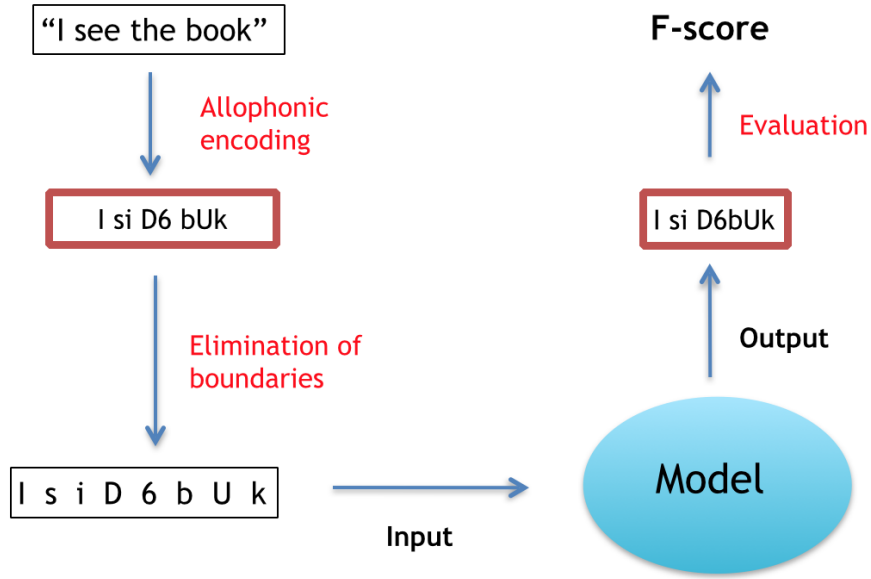 “I see the book”
Allophonic
encoding
I si D6 bUk
Elimination of
boundaries
I s i D 6 b U k
Input
Model
Output
I si D6bUk
Evaluation
F-score